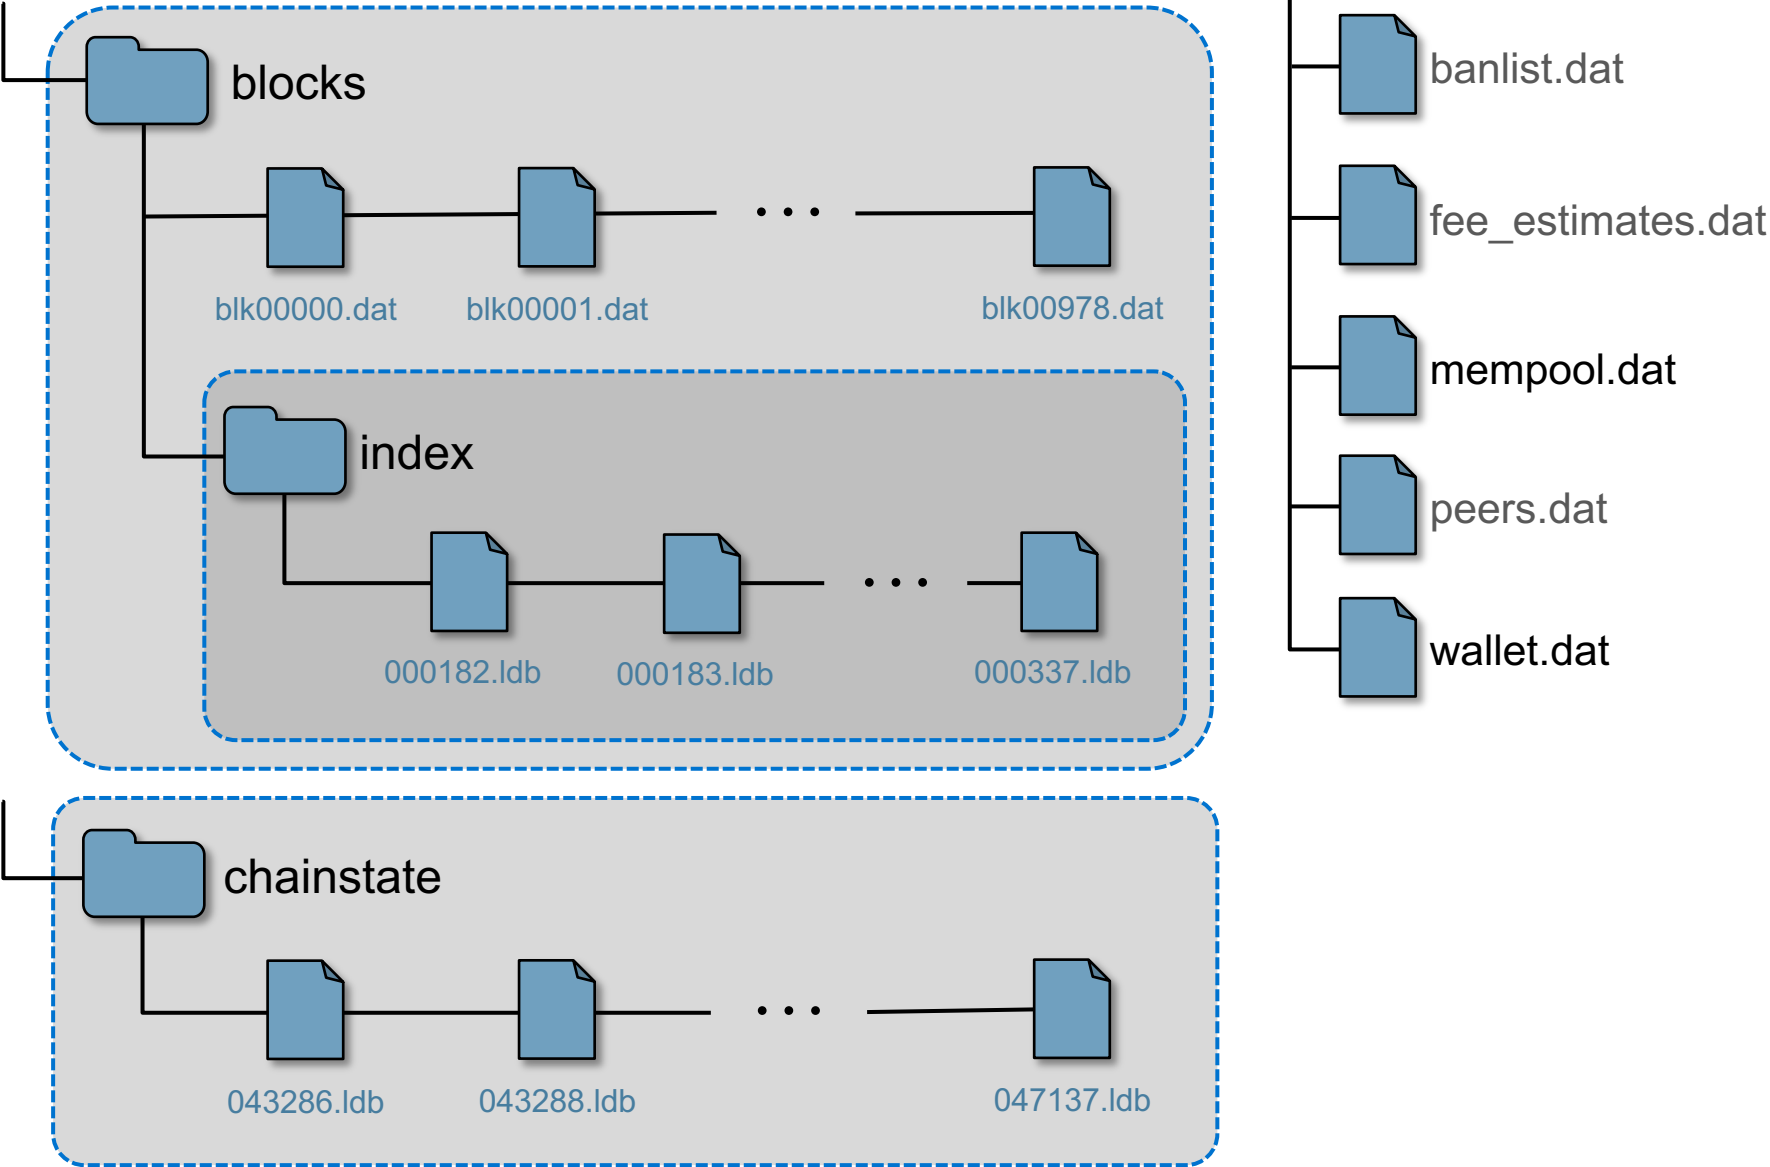 blocks
blk00000.dat
blk00001.dat
...
blk00978.dat
index
000182.ldb
000183.ldb
...
000337.ldb
chainstate
043286.ldb
043288.ldb
...
047137.ldb
banlist.dat
fee_estimates.dat
mempool.dat
peers.dat
wallet.dat